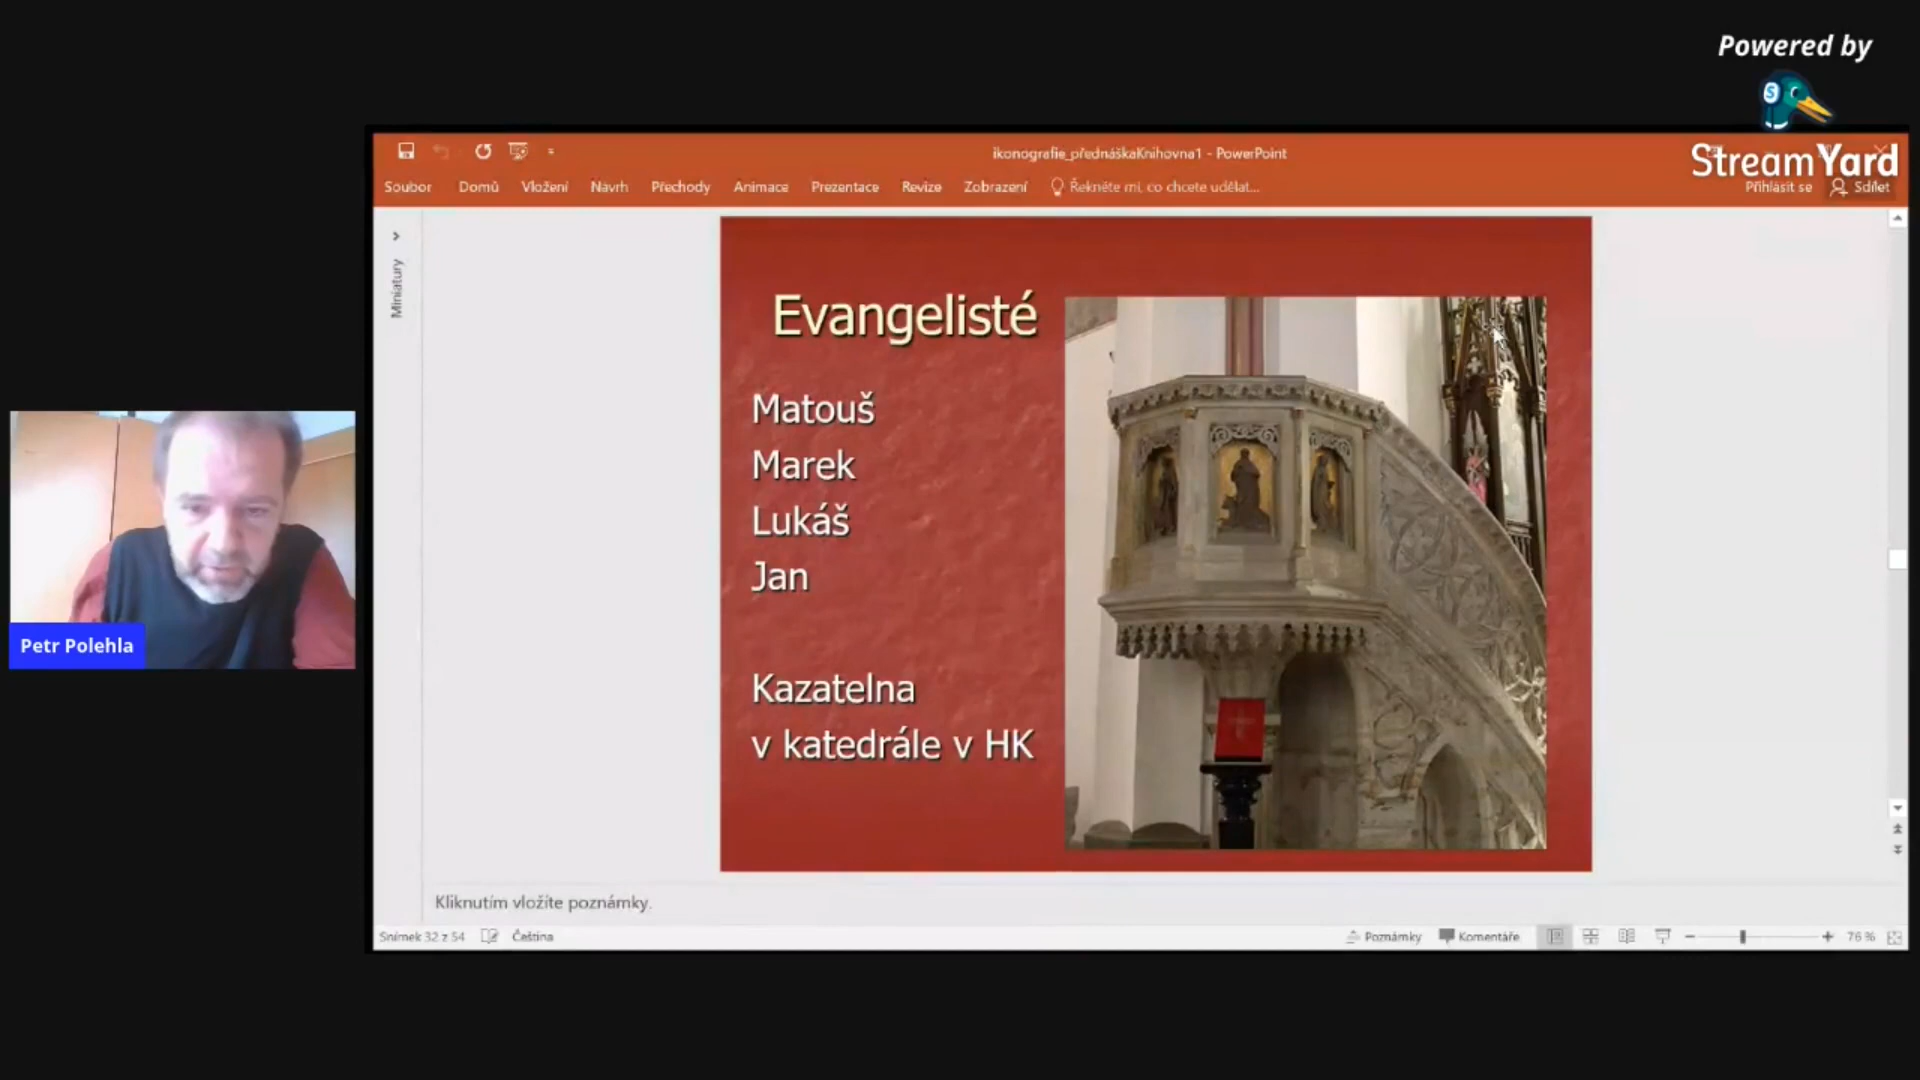 Powered by
StreamYard
ikonografie_přednáškaKnihovna1 - PowerPoint
Soubor Domů Vložení Návrh Přechody Animace Prezentace Revize Zobrazení Řekněte mi, co chcete udělat...
Přihlásit se Sdílet
Miniatury
Evangelisté
Matouš
Marek
Lukáš
Jan
Kazatelna
v katedrále v HK
Petr Polehla
Kliknutím vložíte poznámky.
Snímek 32 z 54 Čeština Poznámky Komentáře 76 %